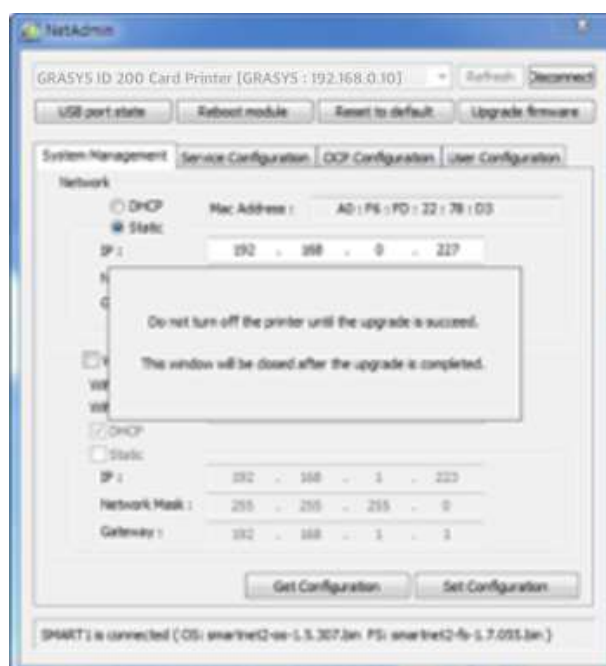 NetAdmin
GRASYS ID 200 Card Printer [GRASYS : 192.168.0.10] Refresh Disconnect
USB port state Reboot module Reset to default Upgrade firmware
System Management Service Configuration OCF Configuration User Configuration
Network
DHCP Mac Address : A0 : F6 : FD : 22 : 78 : D3
Static
IP : 192 . 168 . 0 . 227
Do not turn off the printer until the upgrade is succeed.
This window will be closed after the upgrade is completed.
DHCP
Static
IP : 192 . 168 . 1 . 223
Network Mask : 255 . 255 . 255 . 0
Gateway : 192 . 168 . 1 . 1
Get Configuration Set Configuration
SMART1 is connected ( OS: smartnet2-os-1.5.307.bin FS: smartnet2-fs-1.7.055.bin )